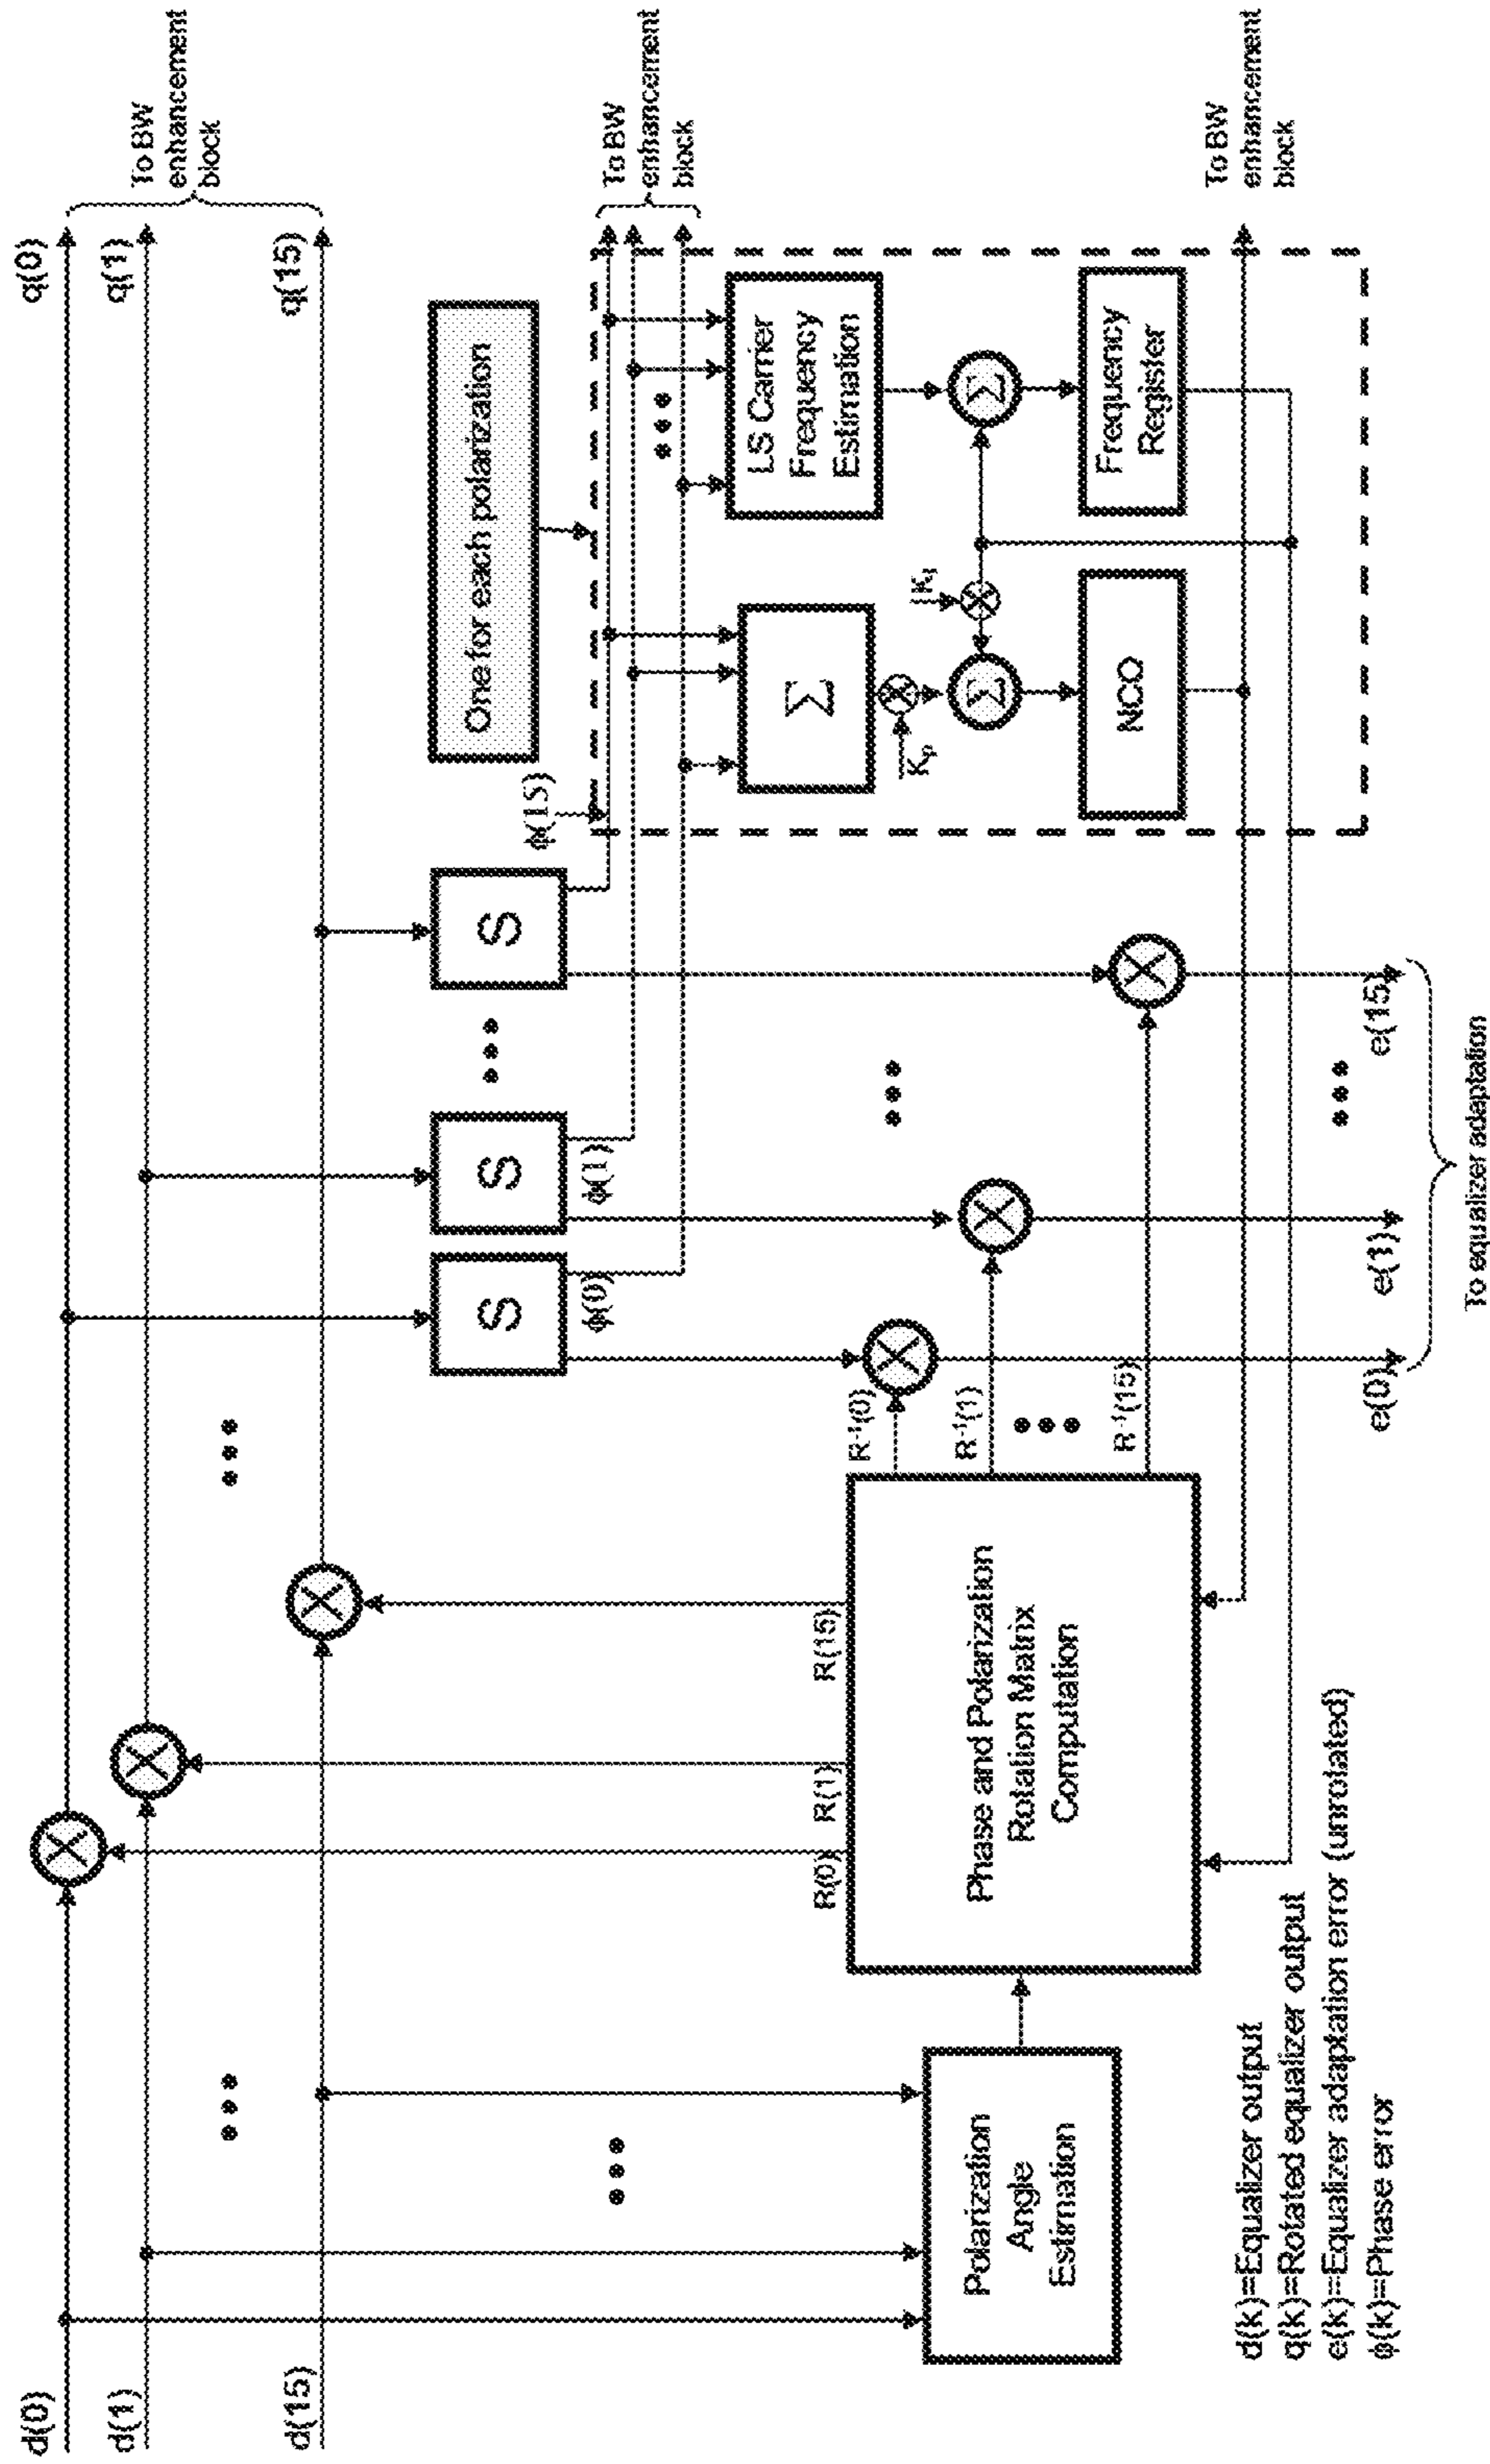 d(0)
q(0)
d(1)
q(1)
d(15)
q(15)
To BW
enhancement
block
One for each polarization
S
S
S
ϕ(0)
ϕ(1)
ϕ(15)
To BW
enhancement
block
Σ
LS Carrier
Frequency
Estimation
Kp
KI
Σ
Σ
NCO
Frequency
Register
To BW
enhancement
block
R(0)
R(1)
R(15)
Polarization
Angle
Estimation
Phase and Polarization
Rotation Matrix
Computation
R⁻¹(0)
R⁻¹(1)
R⁻¹(15)
e(0)
e(1)
e(15)
To equalizer adaptation
d(k)=Equalizer output
q(k)=Rotated equalizer output
e(k)=Equalizer adaption error (unrotated)
ϕ(k)=Phase error